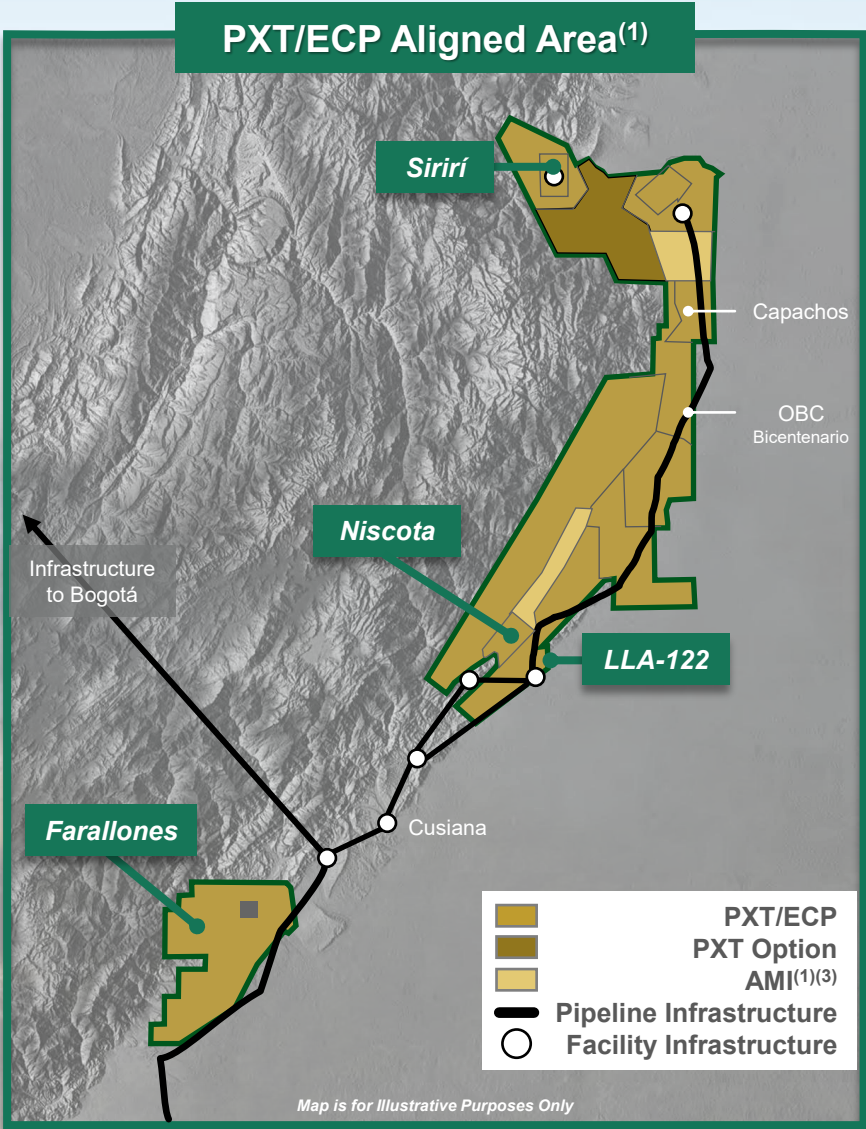 PXT/ECP Aligned Area(1)
Sirirí
Capachos
OBC
Bicentenario
Niscota
Infrastructure
to Bogotá
LLA-122
Cusiana
Farallones
PXT/ECP
PXT Option
AMI(1)(3)
Pipeline Infrastructure
Facility Infrastructure
Map is for Illustrative Purposes Only